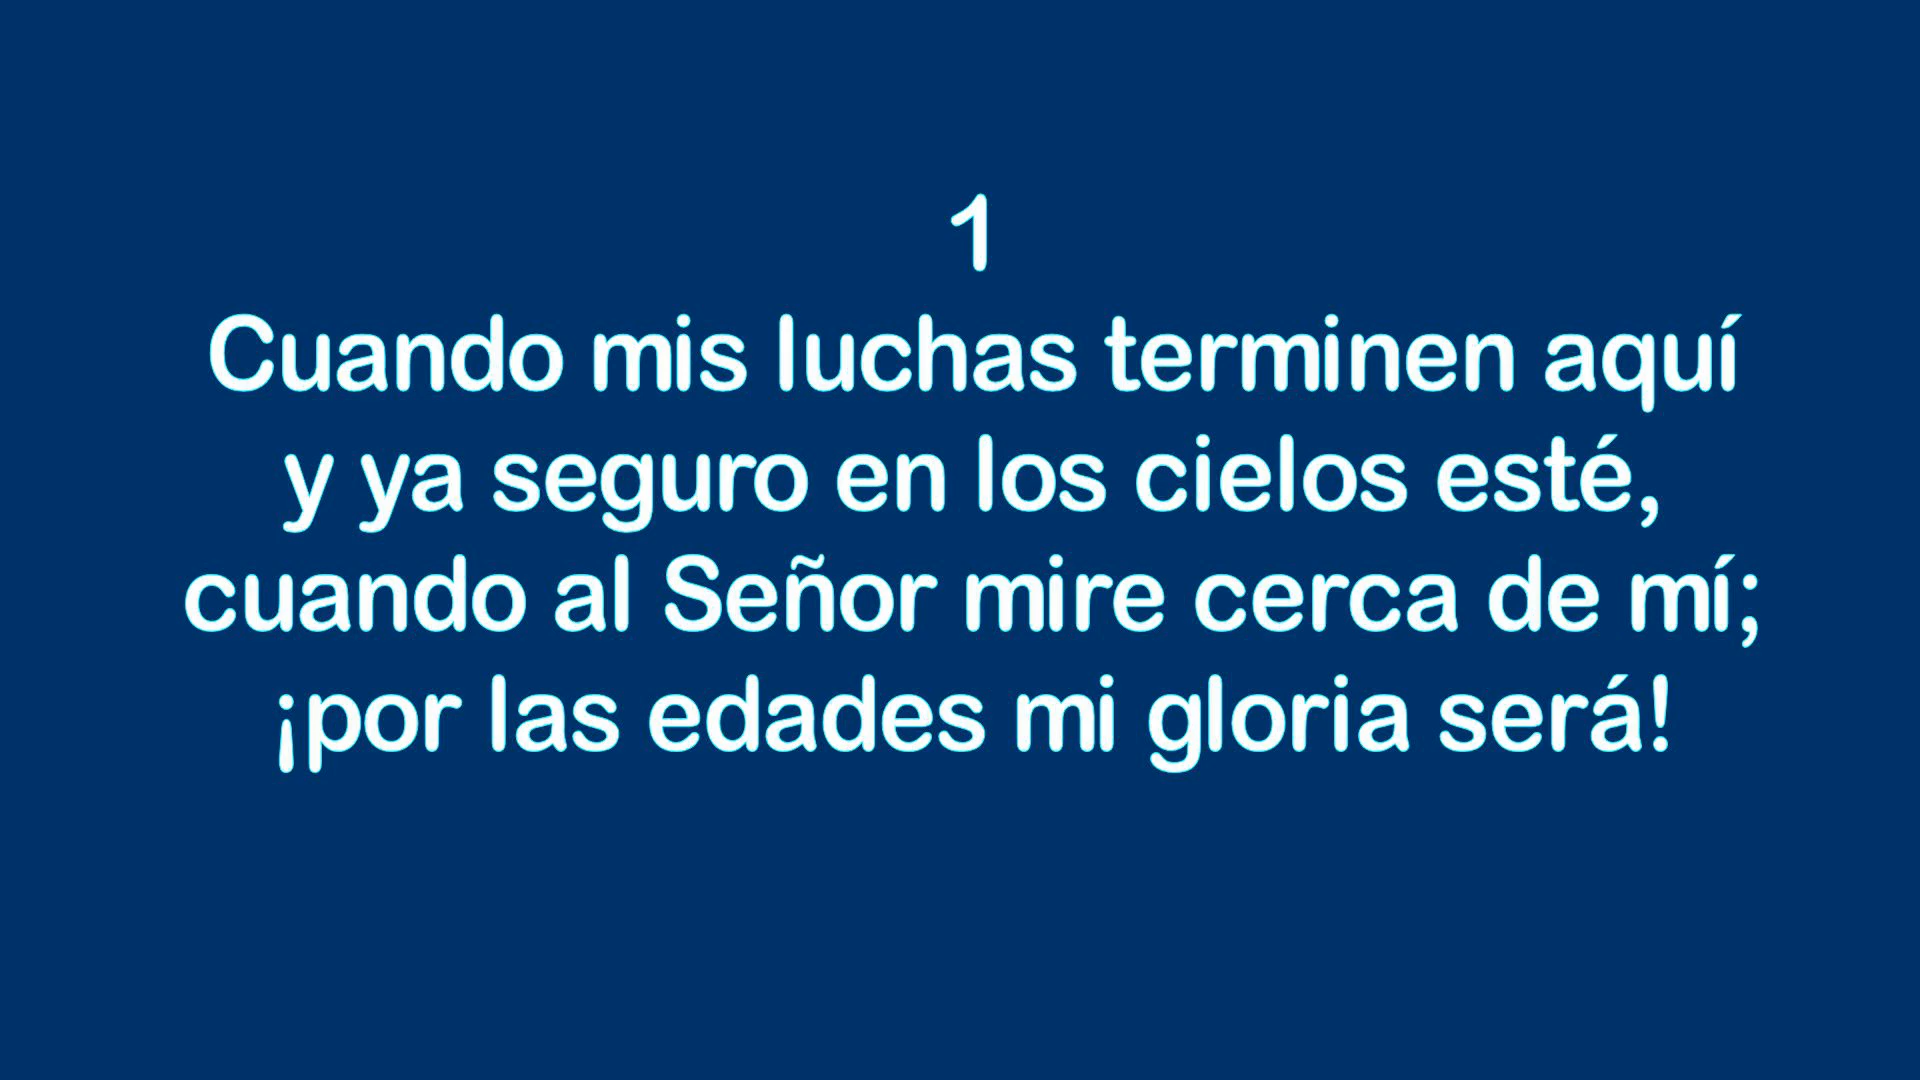 1
Cuando mis luchas terminen aquí
y ya seguro en los cielos esté,
cuando al Señor mire cerca de mí;
¡por las edades mi gloria será!